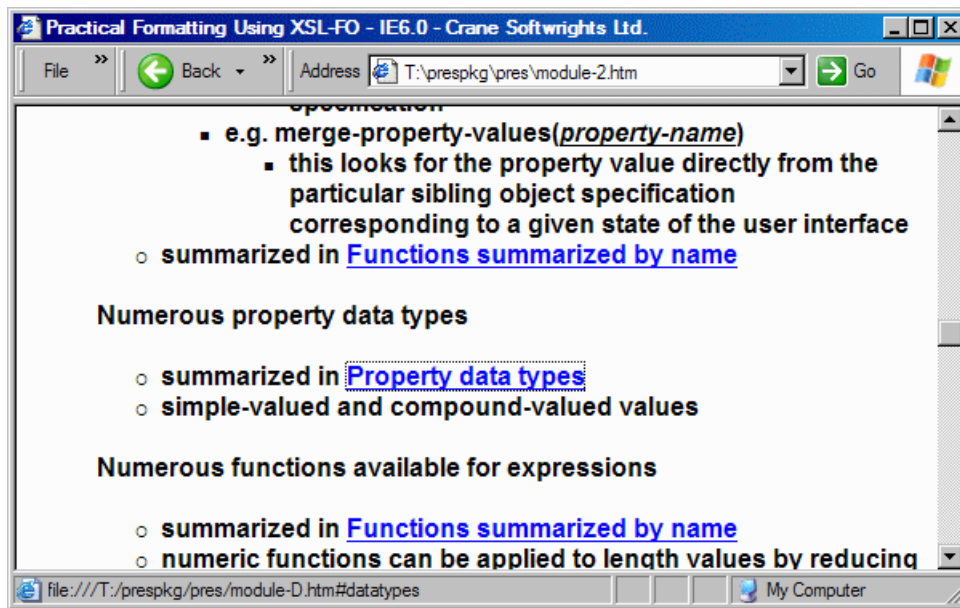 Practical Formatting Using XSL-FO - IE6.0 - Crane Softwrights Ltd.
File » Back » Address T:\prespkg\pres\module-2.htm Go
specification
▪ e.g. merge-property-values(property-name)
▪ this looks for the property value directly from the
particular sibling object specification
corresponding to a given state of the user interface
○ summarized in Functions summarized by name
Numerous property data types
○ summarized in Property data types
○ simple-valued and compound-valued values
Numerous functions available for expressions
○ summarized in Functions summarized by name
○ numeric functions can be applied to length values by reducing
file:///T:/prespkg/pres/module-D.htm#datatypes My Computer